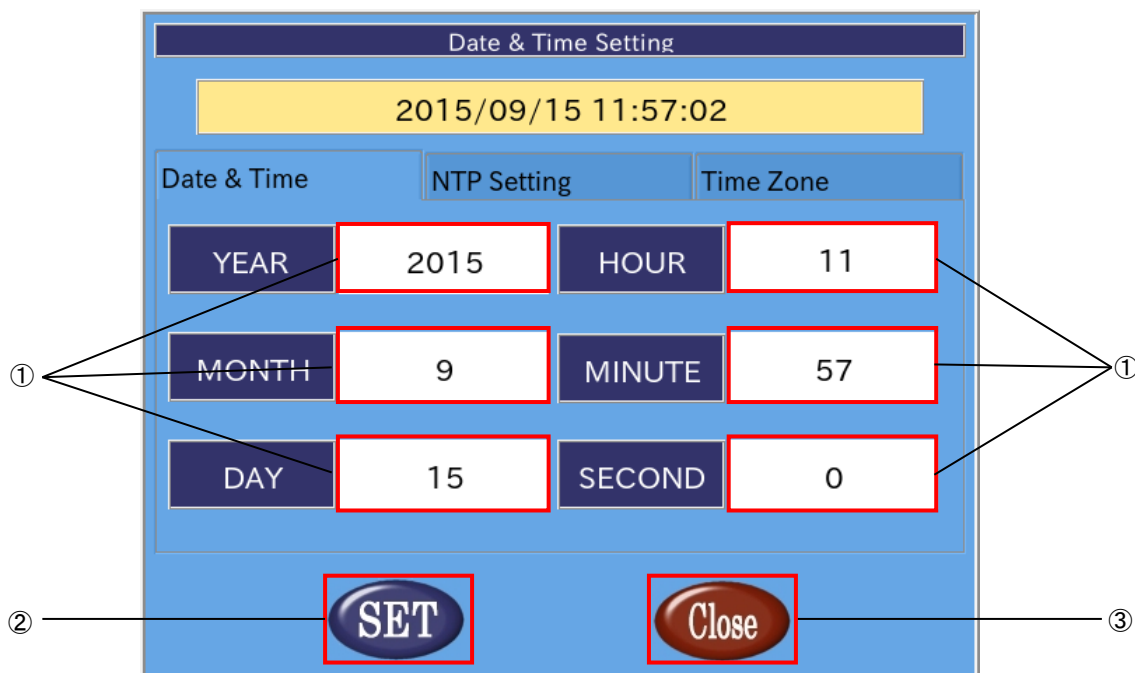 Date & Time Setting
2015/09/15 11:57:02
Date & Time NTP Setting Time Zone
YEAR 2015 HOUR 11
① MONTH 9 MINUTE 57 ①
DAY 15 SECOND 0
② SET Close ③